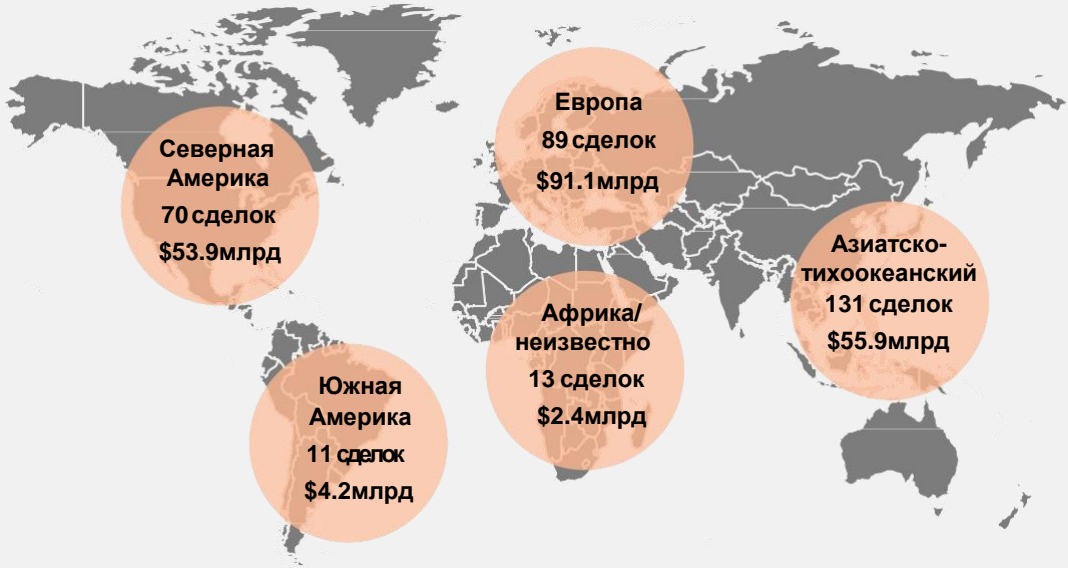 Северная
Америка
70 сделок
$53.9млрд
Европа
89 сделок
$91.1млрд
Азиатско-
тихоокеанский
131 сделок
$55.9млрд
Африка/
неизвестно
13 сделок
$2.4млрд
Южная
Америка
11 сделок
$4.2млрд